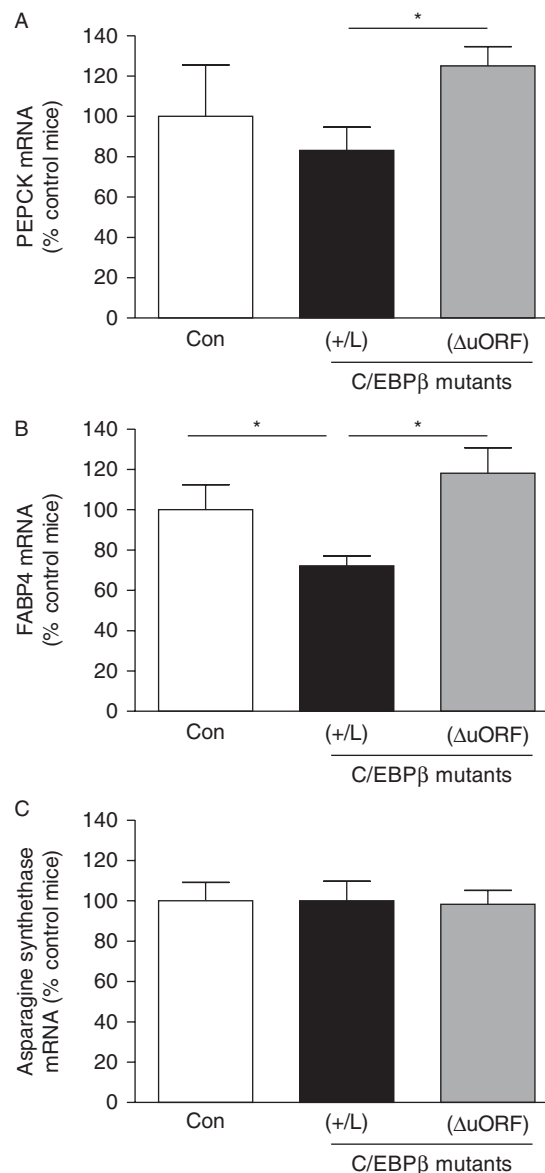 A
PEPCK mRNA
(% control mice)
140
120
100
80
60
40
20
0
*
Con
(+/L)
(ΔuORF)
C/EBPβ mutants
B
FABP4 mRNA
(% control mice)
140
120
100
80
60
40
20
0
*
*
Con
(+/L)
(ΔuORF)
C/EBPβ mutants
C
Asparagine synthethase
mRNA (% control mice)
140
120
100
80
60
40
20
0
Con
(+/L)
(ΔuORF)
C/EBPβ mutants